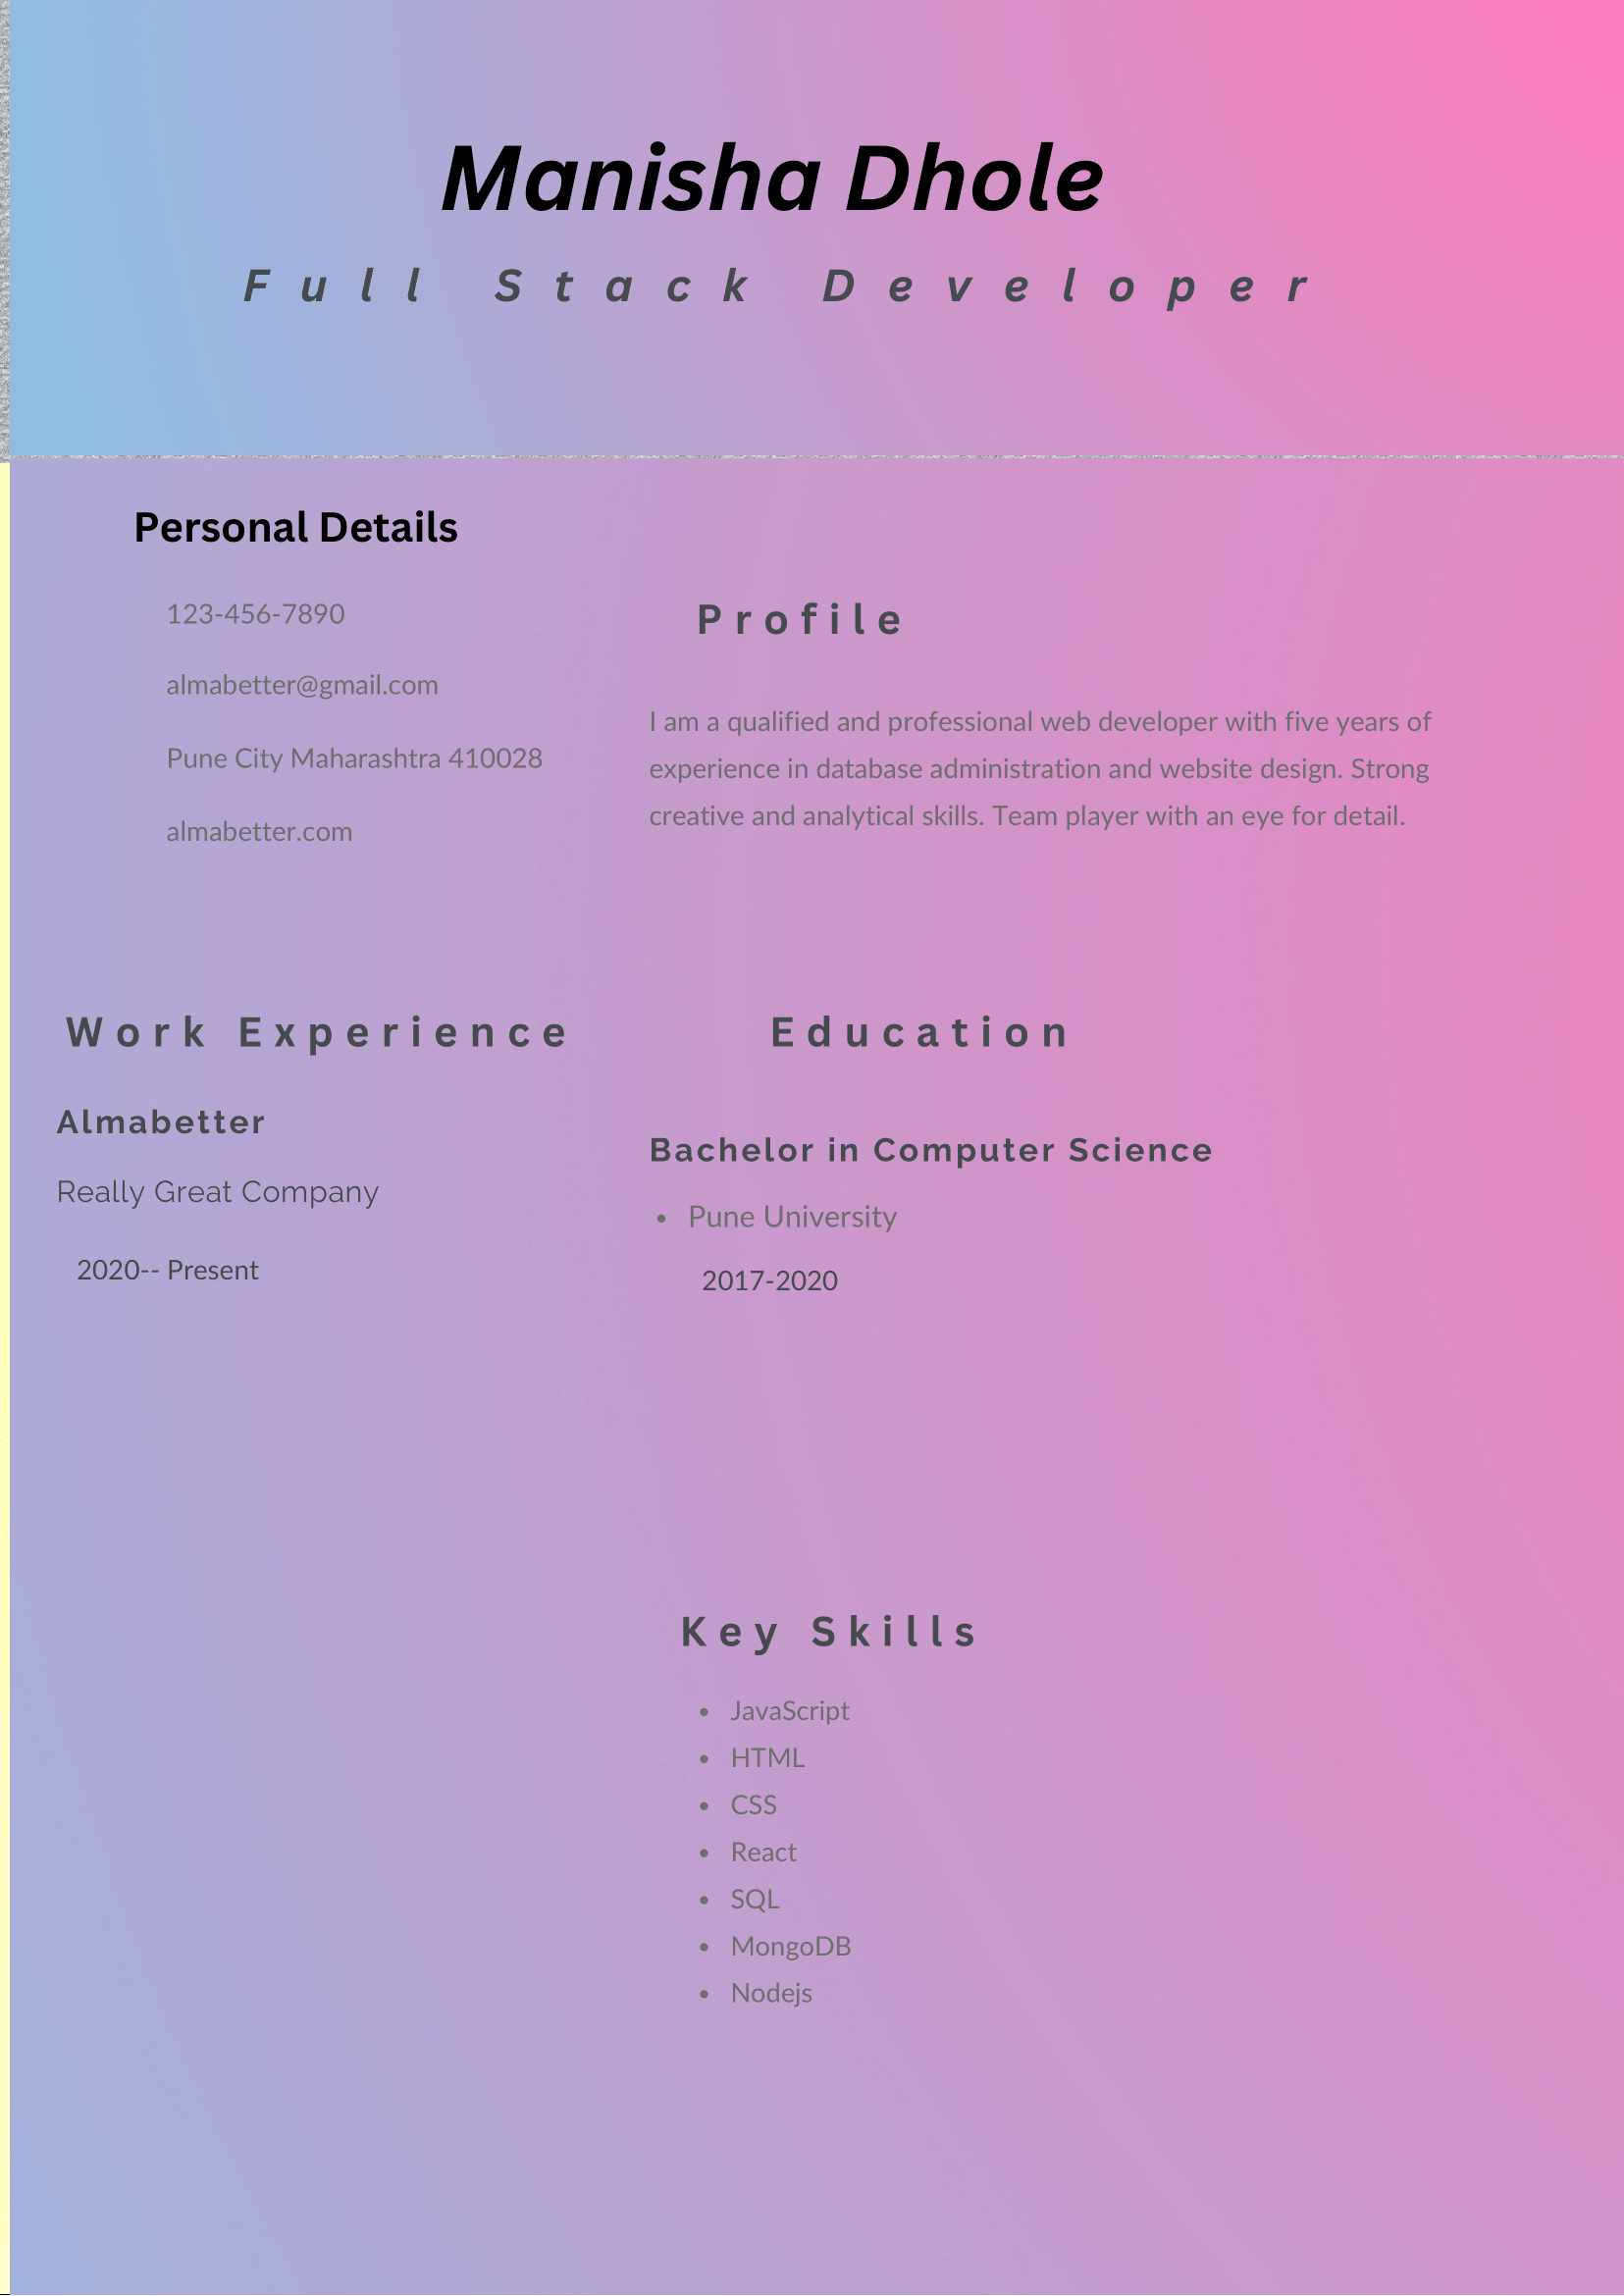 Manisha Dhole
Full Stack Developer
Personal Details
123-456-7890
almabetter@gmail.com
Pune City Maharashtra 410028
almabetter.com
Profile
I am a qualified and professional web developer with five years of
experience in database administration and website design. Strong
creative and analytical skills. Team player with an eye for detail.
Work Experience
Almabetter
Really Great Company
2020-- Present
Education
Bachelor in Computer Science
• Pune University
2017-2020
Key Skills
• JavaScript
• HTML
• CSS
• React
• SQL
• MongoDB
• Nodejs